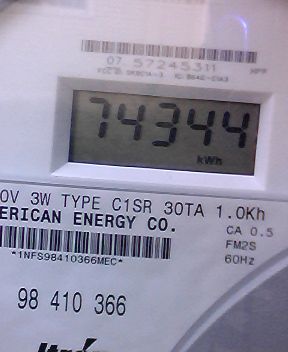 07 57245311
74344
kWh
0V 3W TYPE C1SR 30TA 1.0Kh
ERICAN ENERGY CO.
CA 0.5
FM2S
*1NFS98410366MEC*
60Hz
98 410 366
Itrón